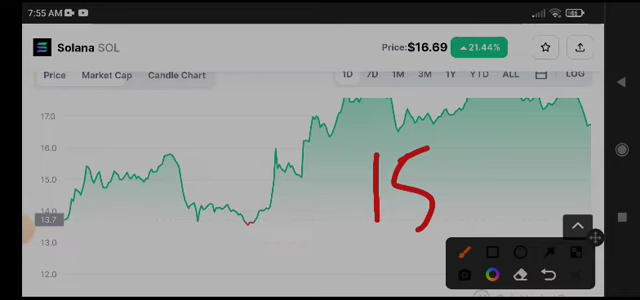 7:55 AM
Solana SOL
Price: $16.69 21.44%
Price Market Cap Candle Chart
1D 7D 1M 3M 1Y YTD ALL LOG
17.0
16.0
15.0
14.0
13.7
13.0
12.0
15